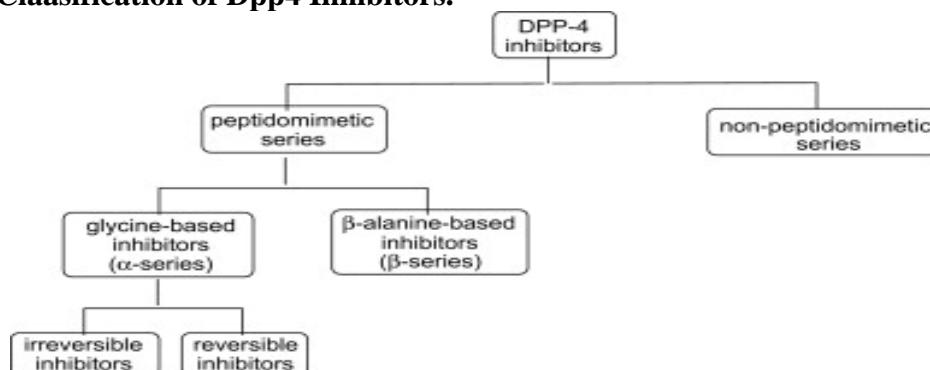 Claasification of Dpp4 Inhibitors:
DPP-4
inhibitors
peptidomimetic
series
non-peptidomimetic
series
glycine-based
inhibitors
(α-series)
β-alanine-based
inhibitors
(β-series)
irreversible
inhibitors
reversible
inhibitors